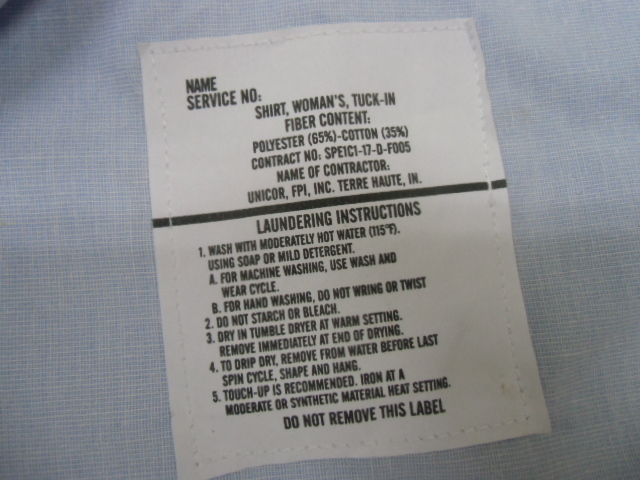 NAME
SERVICE NO:
SHIRT, WOMAN'S, TUCK-IN
FIBER CONTENT:
POLYESTER (65%)-COTTON (35%)
CONTRACT NO: SPE1C1-17-D-F005
NAME OF CONTRACTOR:
UNICOR, FPI, INC. TERRE HAUTE, IN.
LAUNDERING INSTRUCTIONS
1. WASH WITH MODERATELY HOT WATER (115°F).
USING SOAP OR MILD DETERGENT.
A. FOR MACHINE WASHING, USE WASH AND
WEAR CYCLE.
B. FOR HAND WASHING, DO NOT WRING OR TWIST
2. DO NOT STARCH OR BLEACH.
3. DRY IN TUMBLE DRYER AT WARM SETTING.
REMOVE IMMEDIATELY AT END OF DRYING.
4. TO DRIP DRY, REMOVE FROM WATER BEFORE LAST
SPIN CYCLE, SHAPE AND HANG.
5. TOUCH-UP IS RECOMMENDED. IRON AT A
MODERATE OR SYNTHETIC MATERIAL HEAT SETTING.
DO NOT REMOVE THIS LABEL